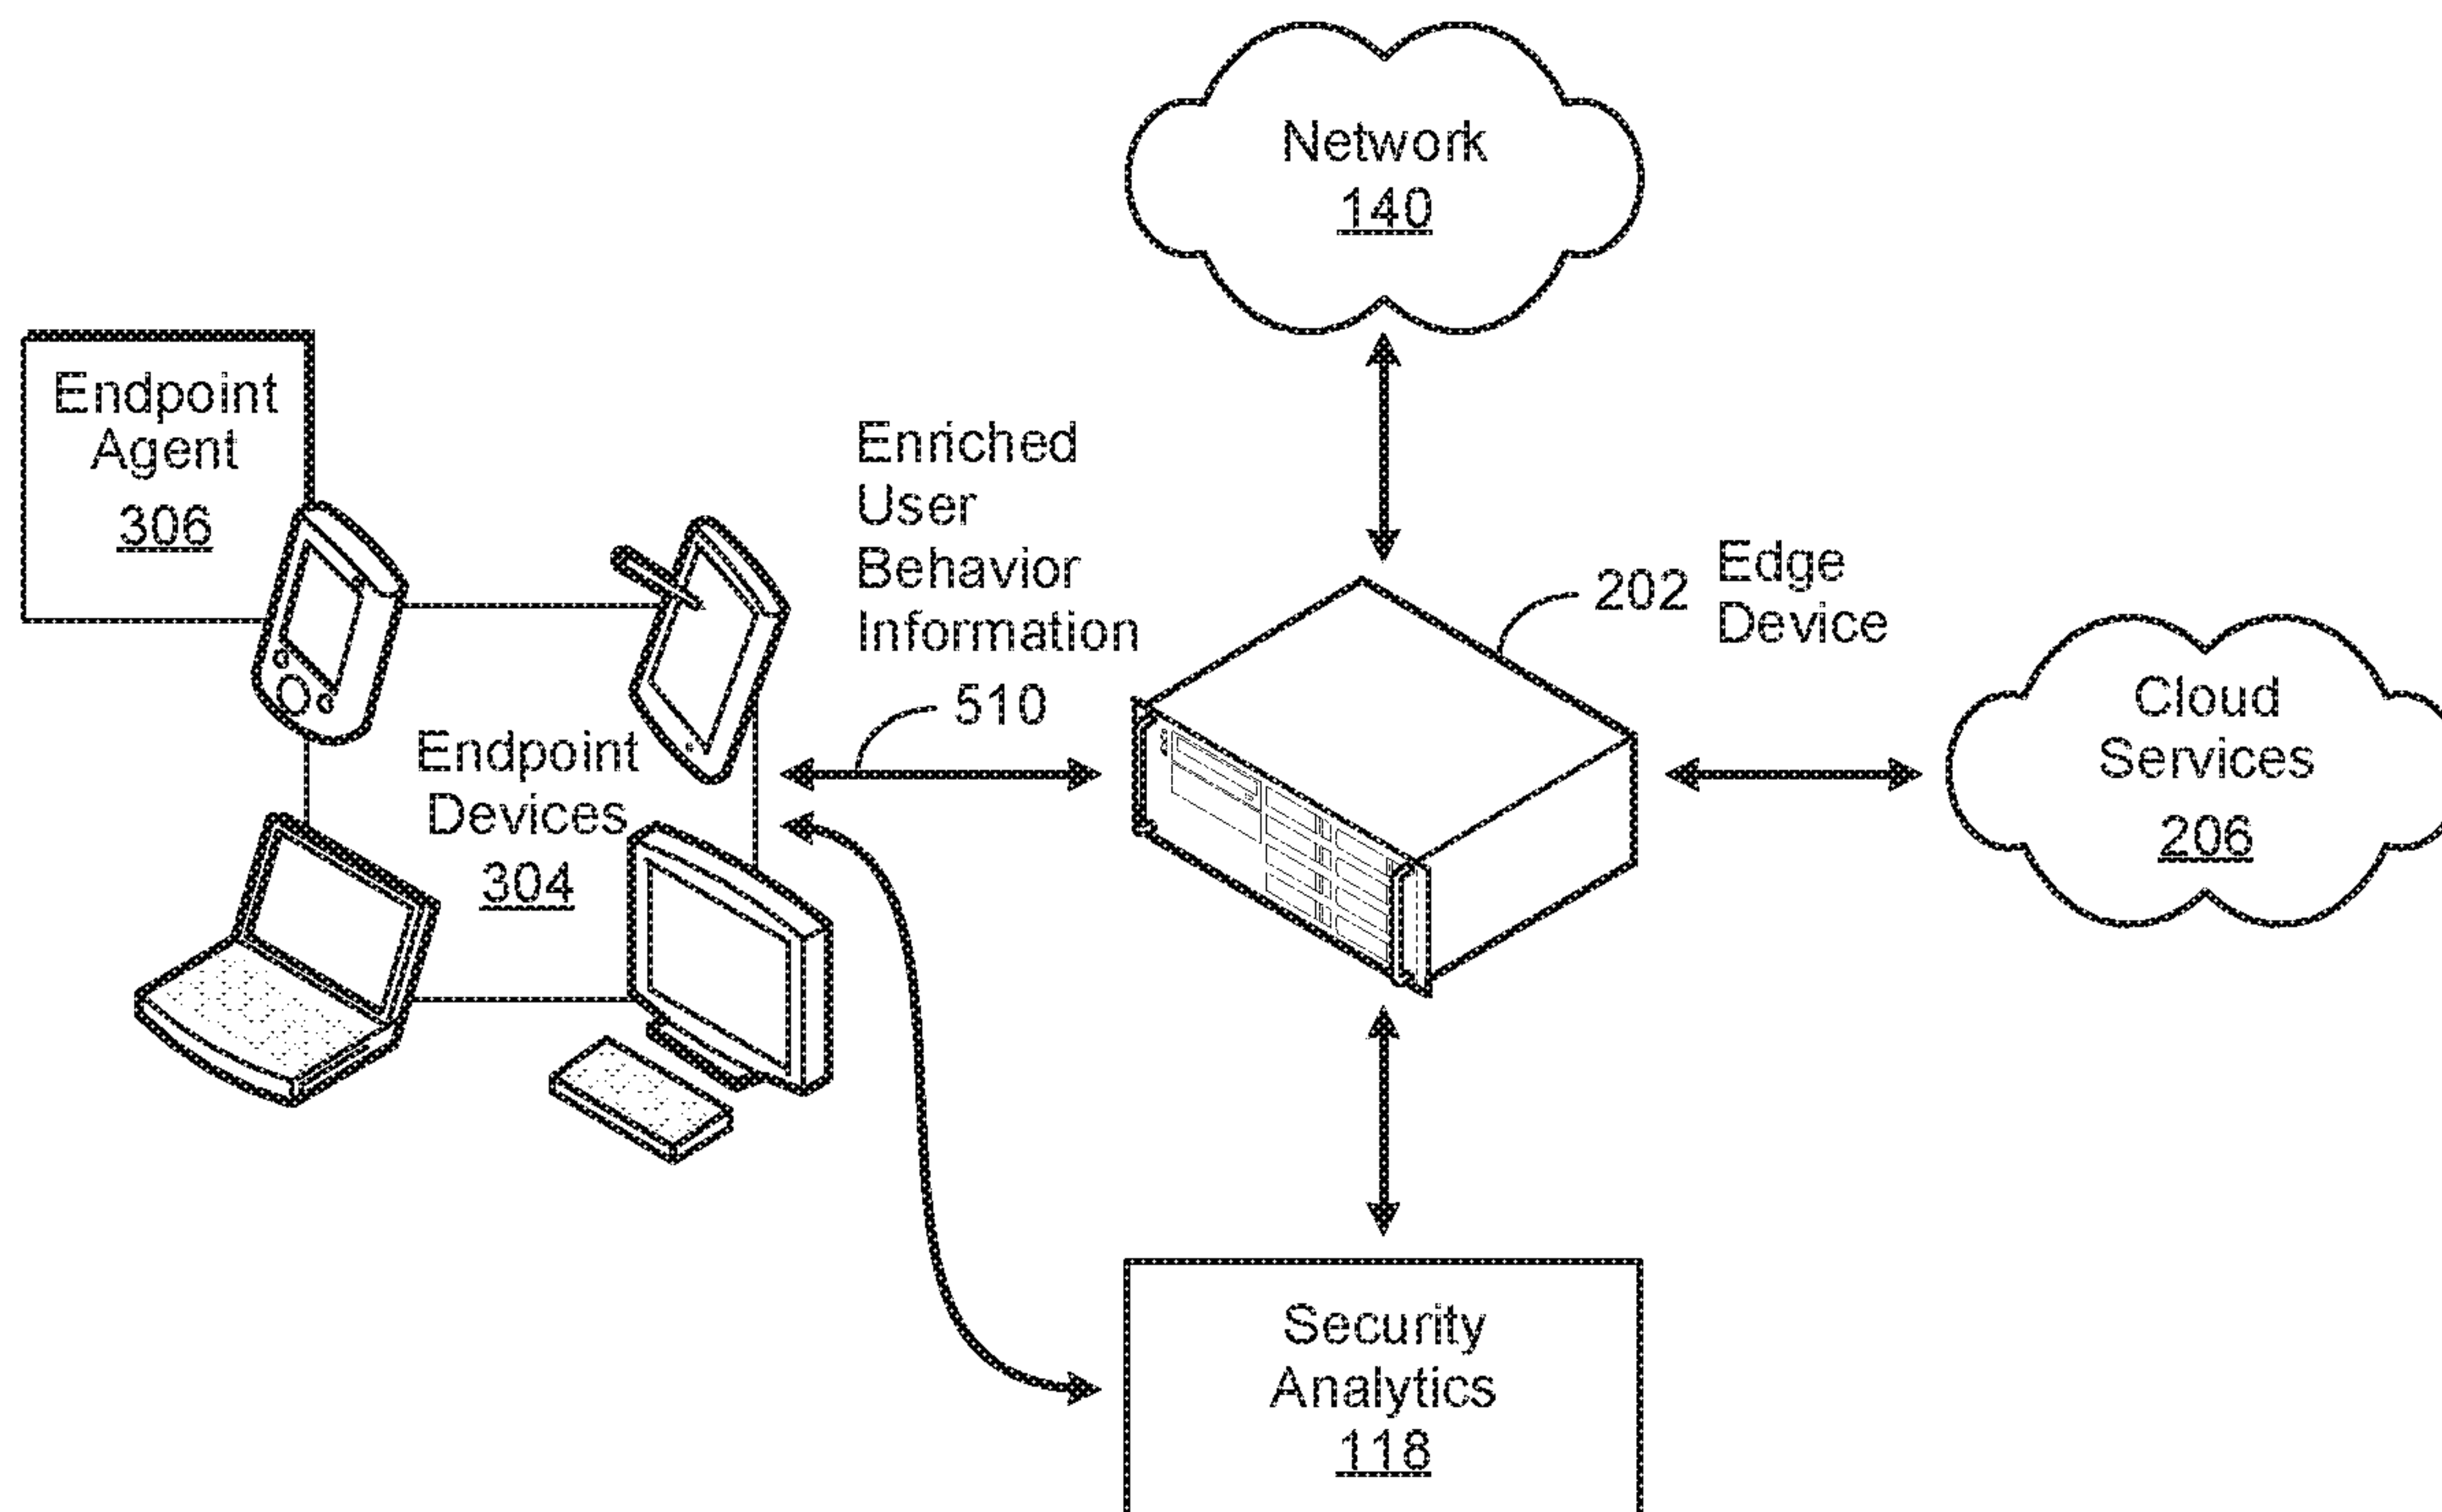 Network
140
Endpoint
Agent
306
Enriched
User
Behavior
Information
510
202
Edge
Device
Cloud
Services
206
Endpoint
Devices
304
Security
Analytics
118